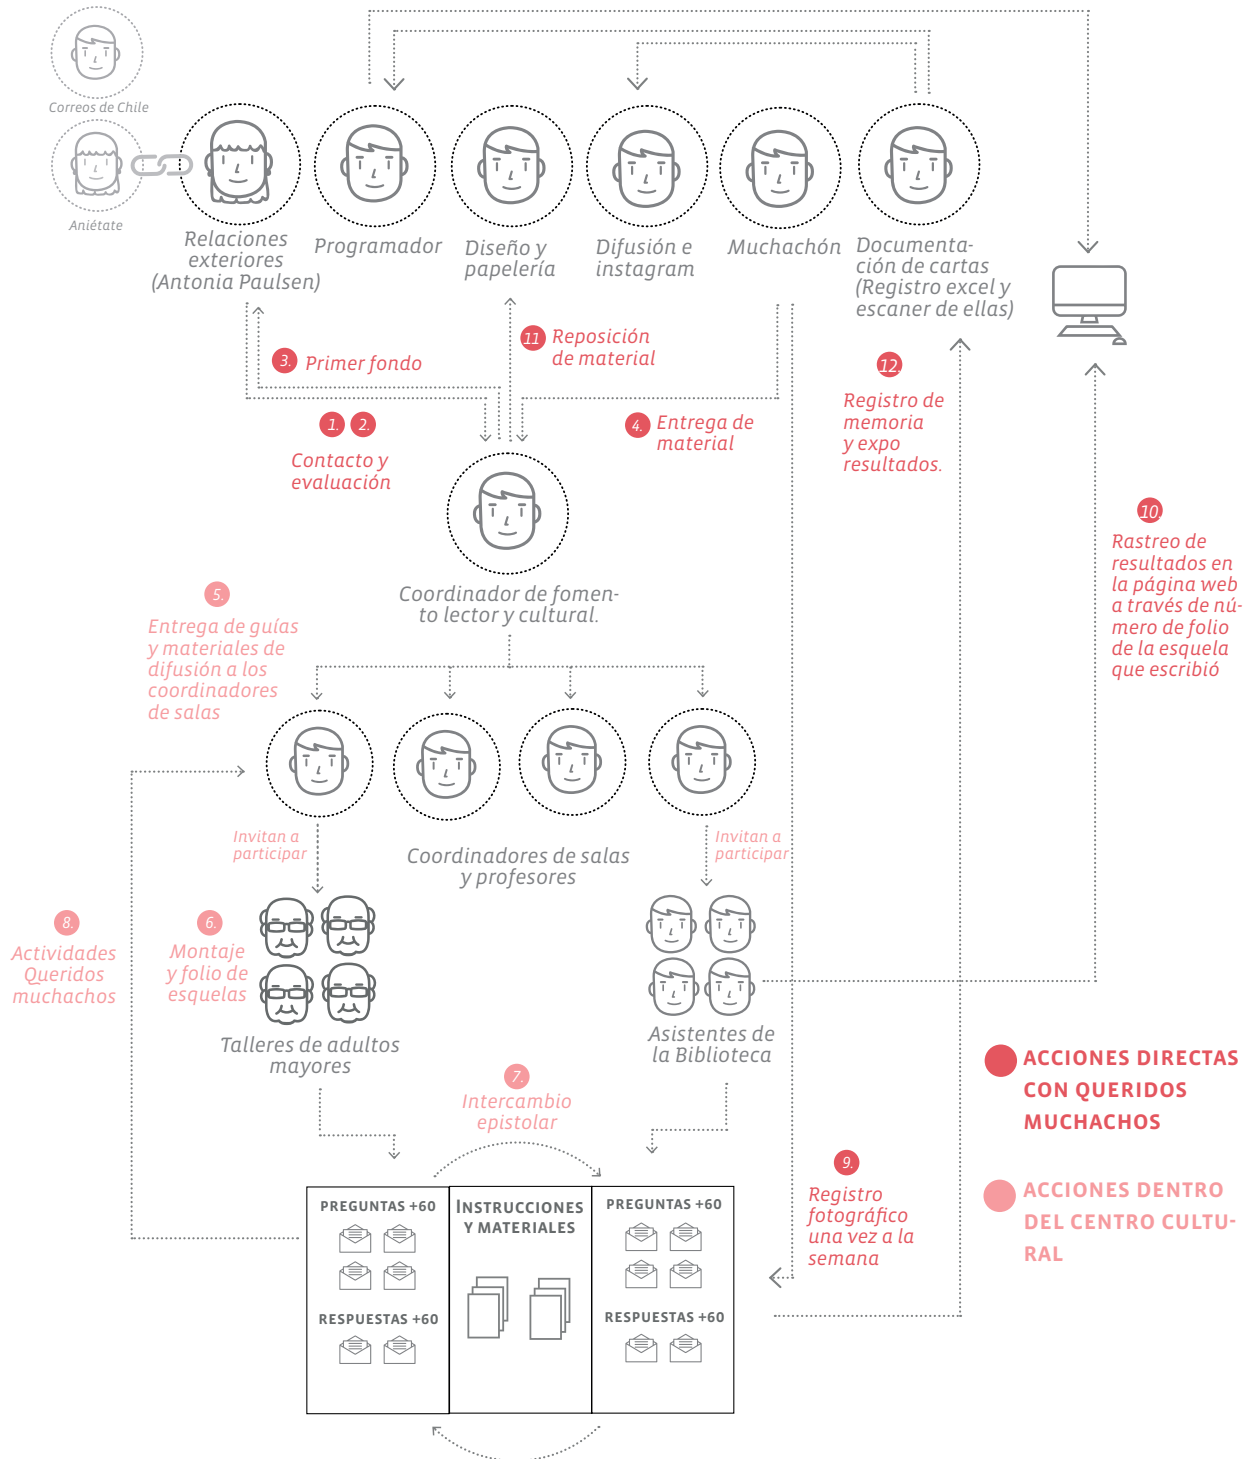 Correos de Chile
Aniétate
Relaciones
exteriores
(Antonia Paulsen)
Programador
Diseño y
papelería
Difusión e
instagram
Muchachón
Documenta-
ción de cartas
(Registro excel y
escaner de ellas)
3.
Primer fondo
11
Reposición
de material
1.
2.
Contacto y
evaluación
4.
Entrega de
material
12.
Registro de
memoria
y expo
resultados.
10.
Rastreo de
resultados en
la página web
a través de nú-
mero de folio
de la esquela
que escribió
Coordinador de fomen-
to lector y cultural.
5.
Entrega de guías
y materiales de
difusión a los
coordinadores
de salas
Invitan a
participar
Coordinadores de salas
y profesores
Invitan a
participar
8.
Actividades
Queridos
muchachos
6.
Montaje
y folio de
esquelas
Talleres de adultos
mayores
Asistentes de
la Biblioteca
7.
Intercambio
epistolar
ACCIONES DIRECTAS
CON QUERIDOS
MUCHACHOS
9.
Registro
fotográfico
una vez a la
semana
ACCIONES DENTRO
DEL CENTRO CULTU-
RAL
PREGUNTAS +60
RESPUESTAS +60
INSTRUCCIONES
Y MATERIALES
PREGUNTAS +60
RESPUESTAS +60